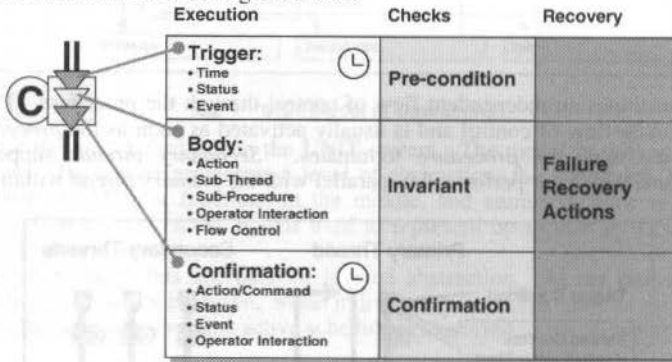 Execution Checks Recovery
C
Trigger:
• Time
• Status
• Event
Pre-condition
Body:
• Action
• Sub-Thread
• Sub-Procedure
• Operator Interaction
• Flow Control
Invariant
Failure
Recovery
Actions
Confirmation:
• Action/Command
• Status
• Event
• Operator Interaction
Confirmation